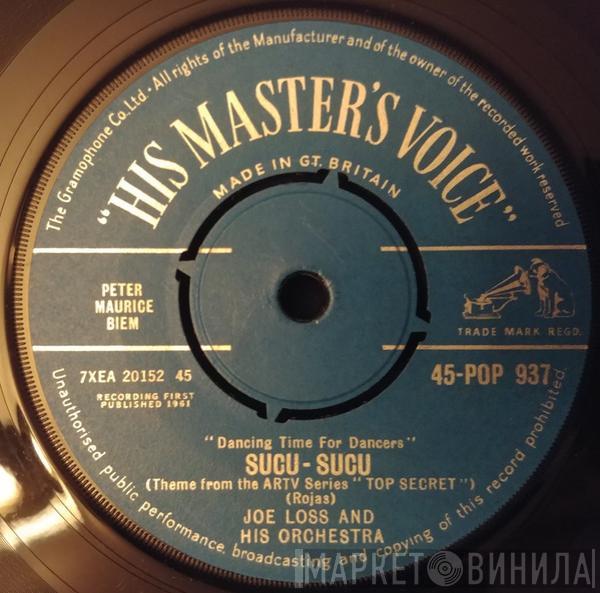 The Gramophone Co. Ltd. · All rights of the Manufacturer and of the owner of the recorded work reserved
"HIS MASTER'S VOICE"
MADE IN GT. BRITAIN
PETER
MAURICE
BIEM
TRADE MARK REGD.
7XEA 20152 45
45-POP 937
RECORDING FIRST
PUBLISHED 1961
"Dancing Time For Dancers"
SUCU - SUCU
(Theme from the ARTV Series "TOP SECRET")
(Rojas)
JOE LOSS AND
HIS ORCHESTRA
Unauthorised public performance, broadcasting and copying of this record prohibited.
МАРКЕТ ВИНИЛА